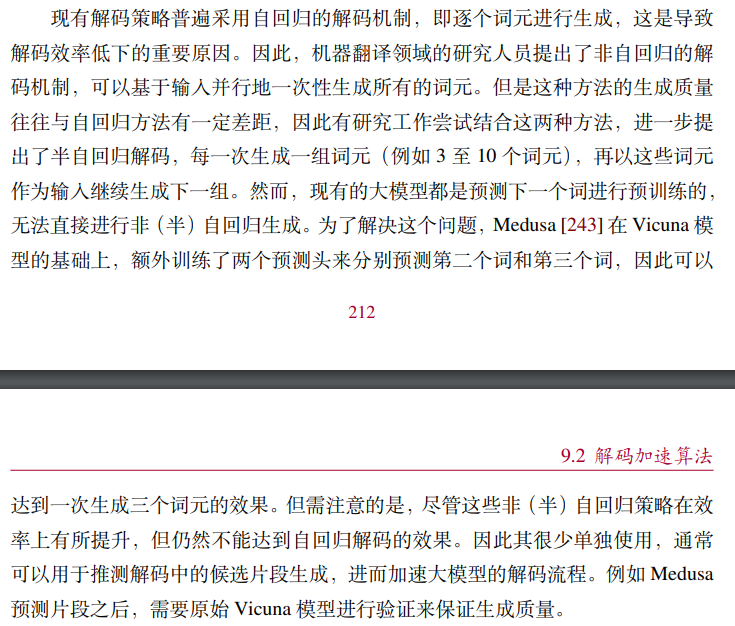 现有解码策略普遍采用自回归的解码机制，即逐个词元进行生成，这是导致
解码效率低下的重要原因。因此，机器翻译领域的研究人员提出了非自回归的解
码机制，可以基于输入并行地一次性生成所有的词元。但是这种方法的生成质量
往往与自回归方法有一定差距，因此有研究工作尝试结合这两种方法，进一步提
出了半自回归解码，每一次生成一组词元（例如 3 至 10 个词元），再以这些词元
作为输入继续生成下一组。然而，现有的大模型都是预测下一个词进行预训练的，
无法直接进行非（半）自回归生成。为了解决这个问题，Medusa [243] 在 Vicuna 模
型的基础上，额外训练了两个预测头来分别预测第二个词和第三个词，因此可以
212
9.2 解码加速算法
达到一次生成三个词元的效果。但需注意的是，尽管这些非（半）自回归策略在效
率上有所提升，但仍然不能达到自回归解码的效果。因此其很少单独使用，通常
可以用于推测解码中的候选片段生成，进而加速大模型的解码流程。例如 Medusa
预测片段之后，需要原始 Vicuna 模型进行验证来保证生成质量。